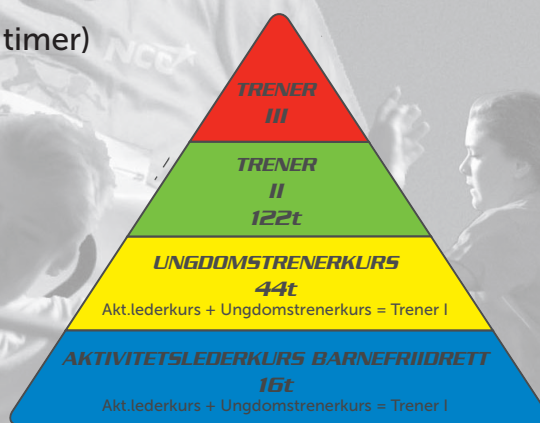 timer)
NCC
TRENER
III
TRENER
II
122t
UNGDOMSTRENERKURS
44t
Akt.lederkurs + Ungdomstrenerkurs = Trener I
AKTIVITETSLEDERKURS BARNEFRIIDRETT
16t
Akt.lederkurs + Ungdomstrenerkurs = Trener I